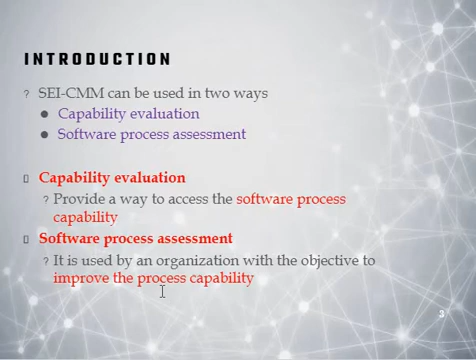 INTRODUCTION
? SEI-CMM can be used in two ways
● Capability evaluation
● Software process assessment
▯ Capability evaluation
? Provide a way to access the software process
capability
▯ Software process assessment
? It is used by an organization with the objective to
improve the process capability
3